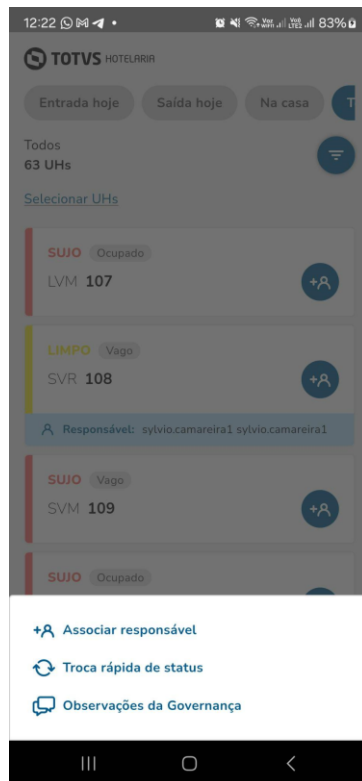 12:22 83%
TOTVS HOTELARIA
Entrada hoje Saída hoje Na casa T
Todos
63 UHs
Selecionar UHs
SUJO Ocupado
LVM 107
LIMPO Vago
SVR 108
Responsável: sylvio.camareira1 sylvio.camareira1
SUJO Vago
SVM 109
SUJO Ocupado
Associar responsável
Troca rápida de status
Observações da Governança